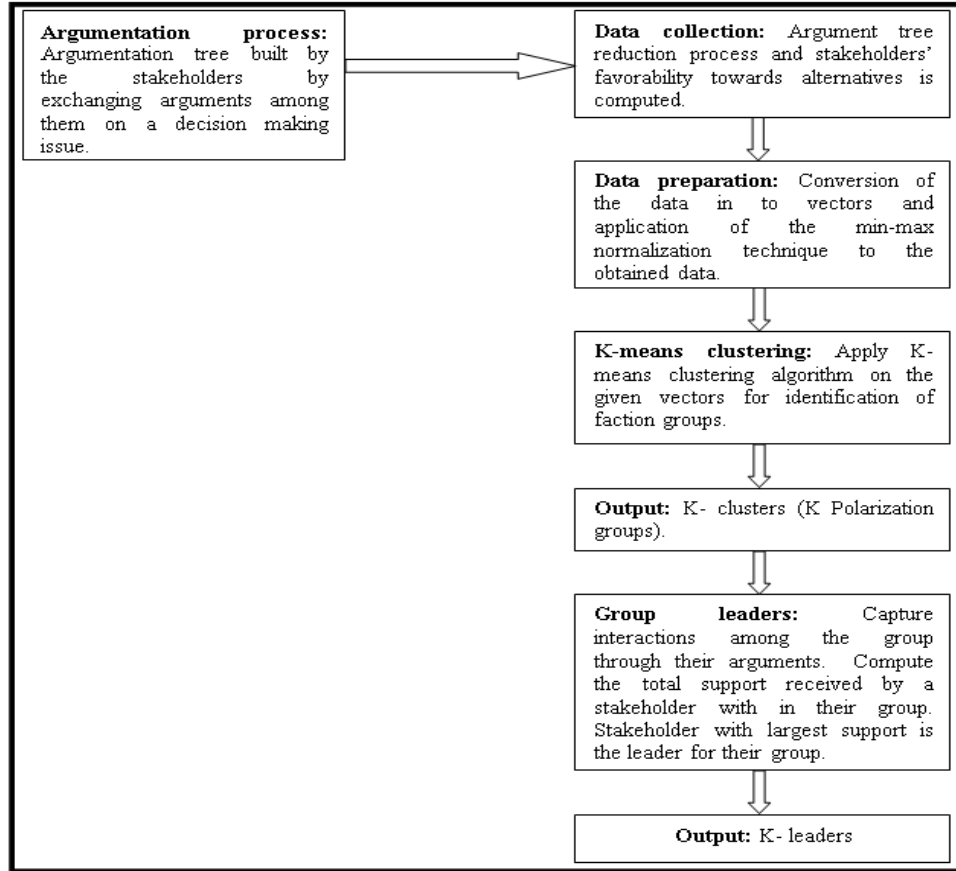 Argumentation process:
Argumentation tree built by
the stakeholders by
exchanging arguments among
them on a decision making
issue.
Data collection: Argument tree
reduction process and stakeholders'
favorability towards alternatives is
computed.
Data preparation: Conversion of
the data in to vectors and
application of the min-max
normalization technique to the
obtained data.
K-means clustering: Apply K-
means clustering algorithm on the
given vectors for identification of
faction groups.
Output: K- clusters (K Polarization
groups).
Group leaders: Capture
interactions among the group
through their arguments. Compute
the total support received by a
stakeholder with in their group.
Stakeholder with largest support is
the leader for their group.
Output: K- leaders